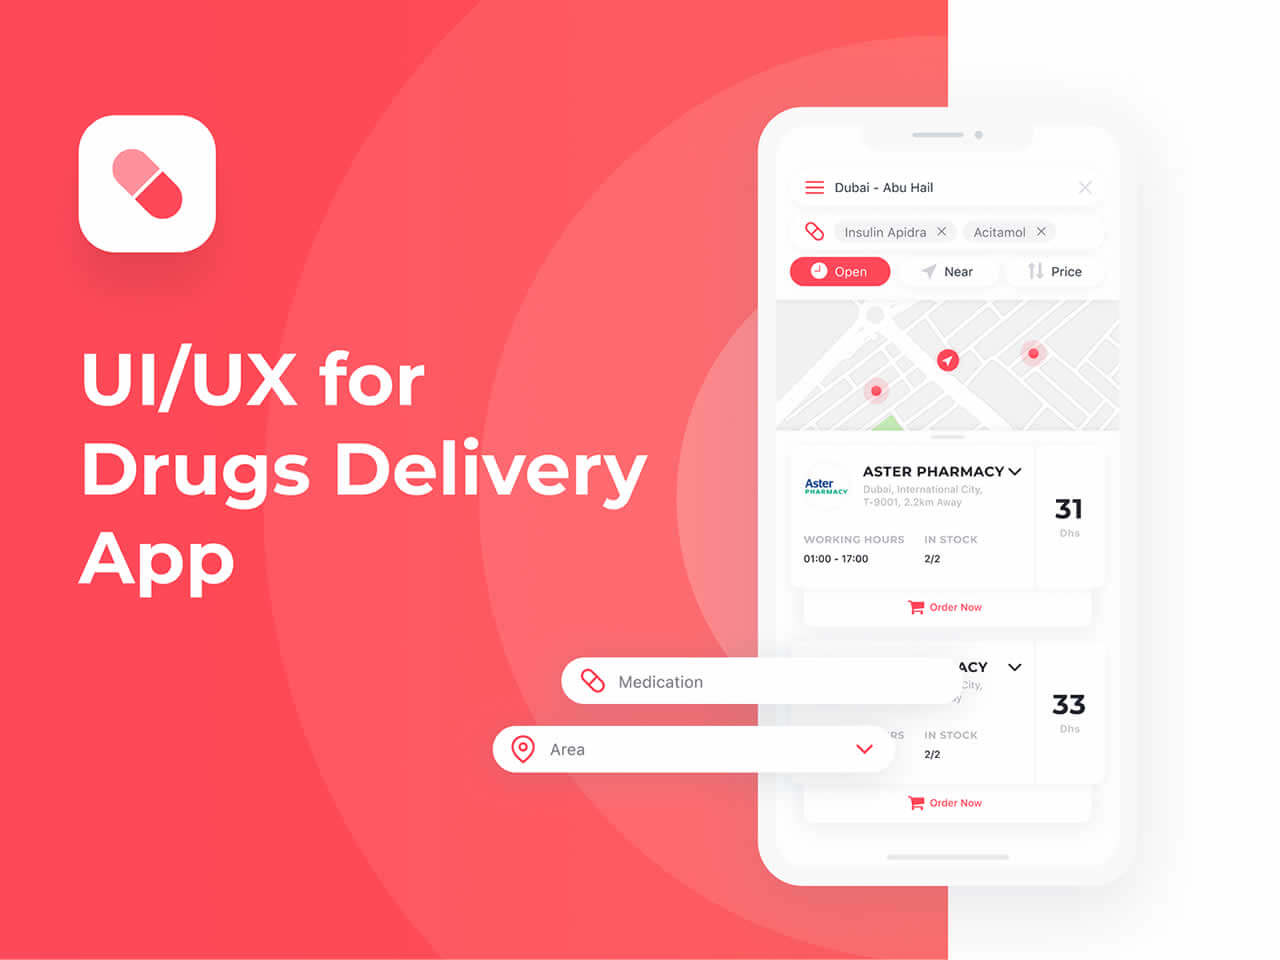 UI/UX for
Drugs Delivery
App
Dubai - Abu Hail
Insulin Apidra
Acitamol
Open
Near
Price
Aster
PHARMACY
ASTER PHARMACY
Dubai, International City,
T-9001, 2.2km Away
31
Dhs
WORKING HOURS
IN STOCK
01:00 - 17:00
2/2
Order Now
Medication
ACY
City,
33
Dhs
Area
RS
IN STOCK
2/2
Order Now